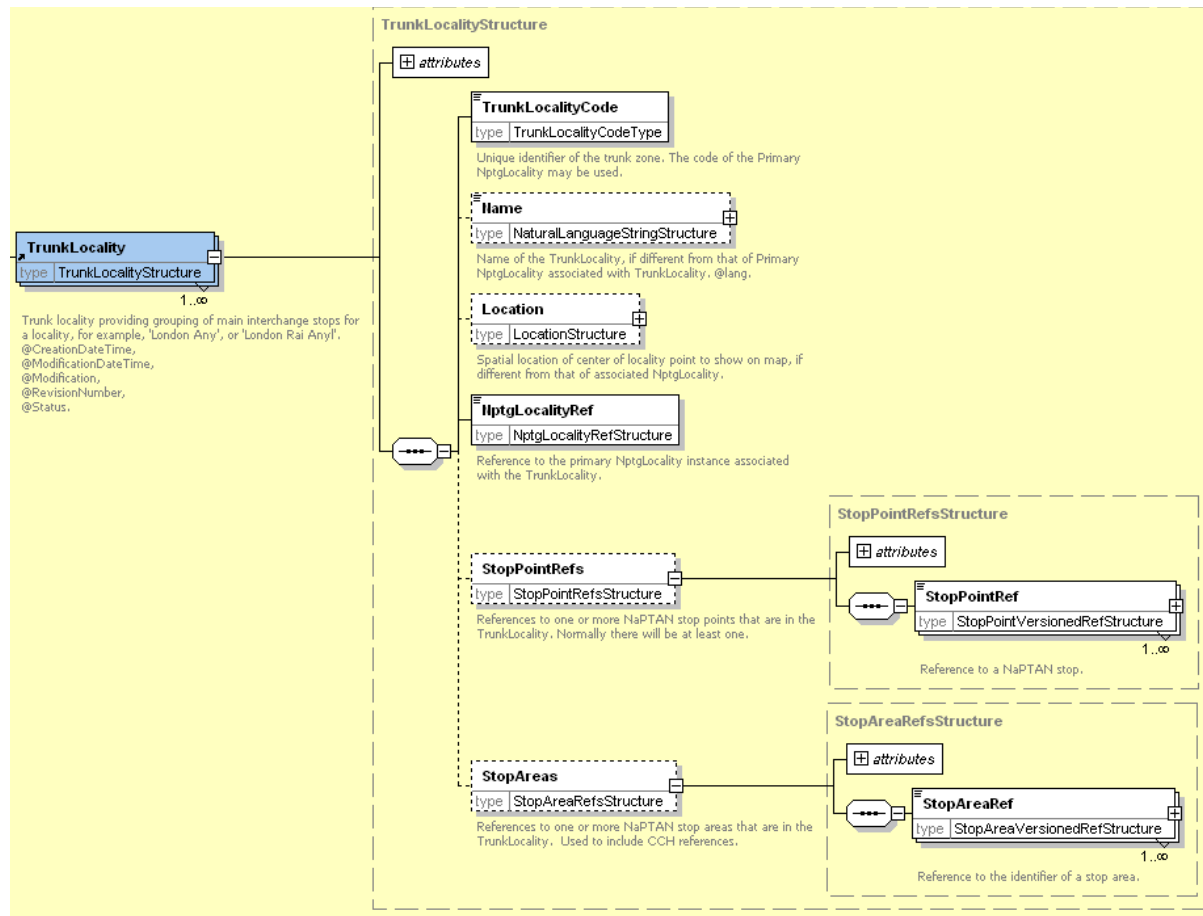 TrunkLocalityStructure
attributes
TrunkLocalityCode
type TrunkLocalityCodeType
Unique identifier of the trunk zone. The code of the Primary
NptgLocality may be used.
Name
type NaturalLanguageStringStructure
Name of the TrunkLocality, if different from that of Primary
NptgLocality associated with TrunkLocality. @lang.
TrunkLocality
type TrunkLocalityStructure
1..∞
Trunk locality providing grouping of main interchange stops for
a locality, for example, 'London Any', or 'London Rai Anyl'.
@CreationDateTime,
@ModificationDateTime,
@Modification,
@RevisionNumber,
@Status.
Location
type LocationStructure
Spatial location of center of locality point to show on map, if
different from that of associated NptgLocality.
NptgLocalityRef
type NptgLocalityRefStructure
Reference to the primary NptgLocality instance associated
with the TrunkLocality.
StopPointRefs
type StopPointRefsStructure
References to one or more NaPTAN stop points that are in the
TrunkLocality. Normally there will be at least one.
StopPointRefsStructure
attributes
StopPointRef
type StopPointVersionedRefStructure
1..∞
Reference to a NaPTAN stop.
StopAreas
type StopAreaRefsStructure
References to one or more NaPTAN stop areas that are in the
TrunkLocality. Used to include CCH references.
StopAreaRefsStructure
attributes
StopAreaRef
type StopAreaVersionedRefStructure
1..∞
Reference to the identifier of a stop area.